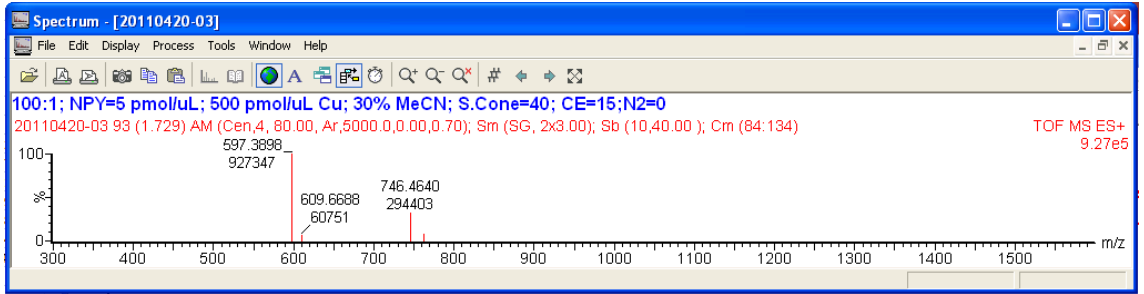 Spectrum - [20110420-03]
File Edit Display Process Tools Window Help
100:1; NPY=5 pmol/uL; 500 pmol/uL Cu; 30% MeCN; S.Cone=40; CE=15;N2=0
20110420-03 93 (1.729) AM (Cen,4, 80.00, Ar,5000.0,0.00,0.70); Sm (SG, 2x3.00); Sb (10,40.00 ); Cm (84:134) TOF MS ES+
9.27e5
597.3898
927347
100
%
0
609.6688
60751
746.4640
294403
m/z
300 400 500 600 700 800 900 1000 1100 1200 1300 1400 1500